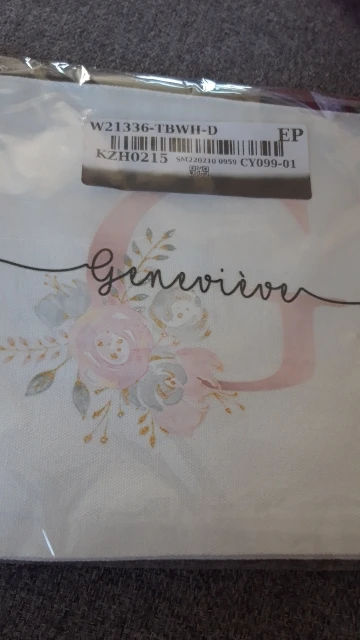 W21336-TBWH-D
EP
KZH0215 SM220210 0959 CY099-01
G
Geneviève